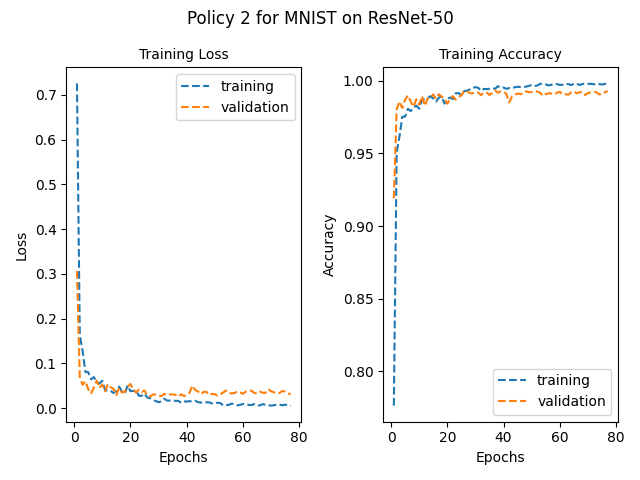 Policy 2 for MNIST on ResNet-50
Training Loss
training
validation
0.7
0.6
0.5
0.4
0.3
0.2
0.1
0.0
Loss
0
20
40
60
80
Epochs
Training Accuracy
1.00
0.95
0.90
0.85
0.80
Accuracy
training
validation
0
20
40
60
80
Epochs